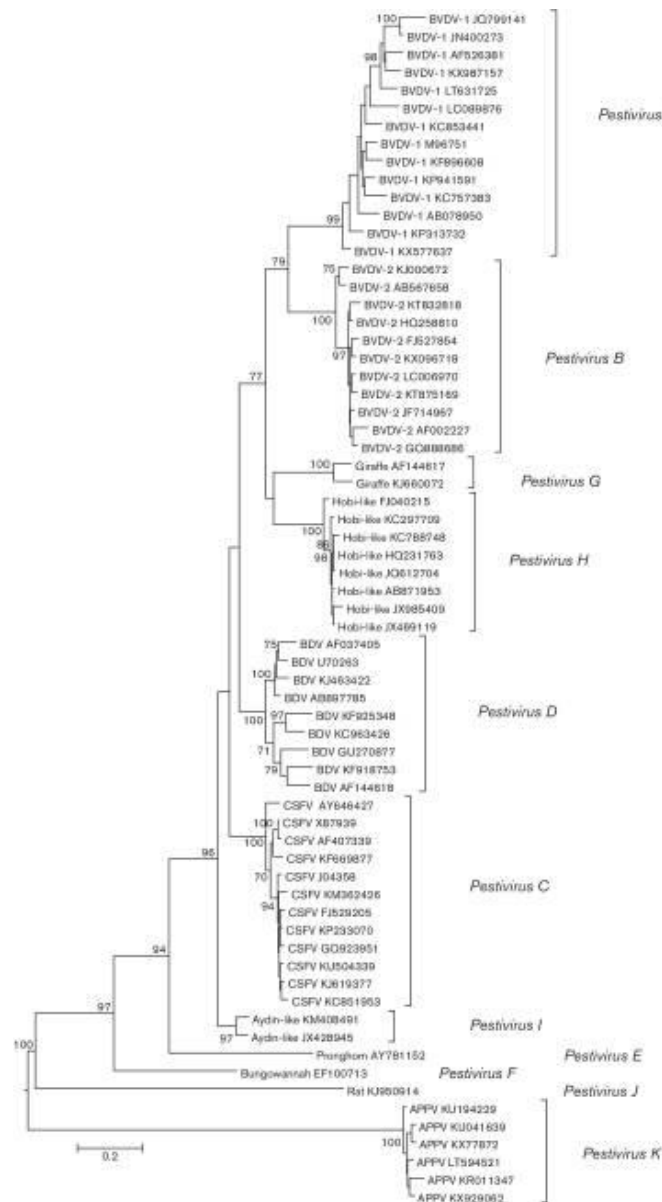 100
BVDV-1 JQ799141
BVDV-1 JN400273
98
BVDV-1 AF526381
BVDV-1 KX987157
BVDV-1 LT631725
BVDV-1 LC089876
Pestivirus
BVDV-1 KC853441
BVDV-1 M96751
BVDV-1 KF896608
BVDV-1 KP941591
BVDV-1 KC757383
BVDV-1 AB078950
99
BVDV-1 KP313732
BVDV-1 KX577637
79
75
BVDV-2 KJ000672
BVDV-2 AB567658
BVDV-2 KT832818
100
BVDV-2 HQ258810
BVDV-2 FJ527854
97
BVDV-2 KX096718
Pestivirus B
BVDV-2 LC006970
77
BVDV-2 KT875169
BVDV-2 JF714967
BVDV-2 AF002227
BVDV-2 GQ888686
100
Giraffe AF144617
Giraffe KJ660072
Pestivirus G
Hobi-like FJ040215
100
Hobi-like KC297709
Hobi-like KC788748
98
Hobi-like HQ231763
Pestivirus H
Hobi-like JQ612704
Hobi-like AB871953
Hobi-like JX985409
Hobi-like JX469119
75
BDV AF037405
BDV U70263
100
BDV KJ463422
BDV AB897785
Pestivirus D
100
97
BDV KF925348
BDV KC963426
71
BDV GU270877
79
BDV KF918753
BDV AF144618
CSFV AY646427
100
CSFV X87939
100
CSFV AF407339
CSFV KF669877
70
CSFV J04358
CSFV KM362426
Pestivirus C
94
CSFV FJ529205
CSFV KP233070
CSFV GQ923951
CSFV KU504339
CSFV KJ619377
CSFV KC851953
96
94
Aydin-like KM408491
97
Aydin-like JX428945
Pestivirus I
97
Pronghorn AY781152
Pestivirus E
Bungowannah EF100713
Pestivirus F
100
Rat KJ950914
Pestivirus J
APPV KU194229
APPV KU041639
100
APPV KX77872
APPV LT594521
Pestivirus K
APPV KR011347
APPV KX929062
0.2